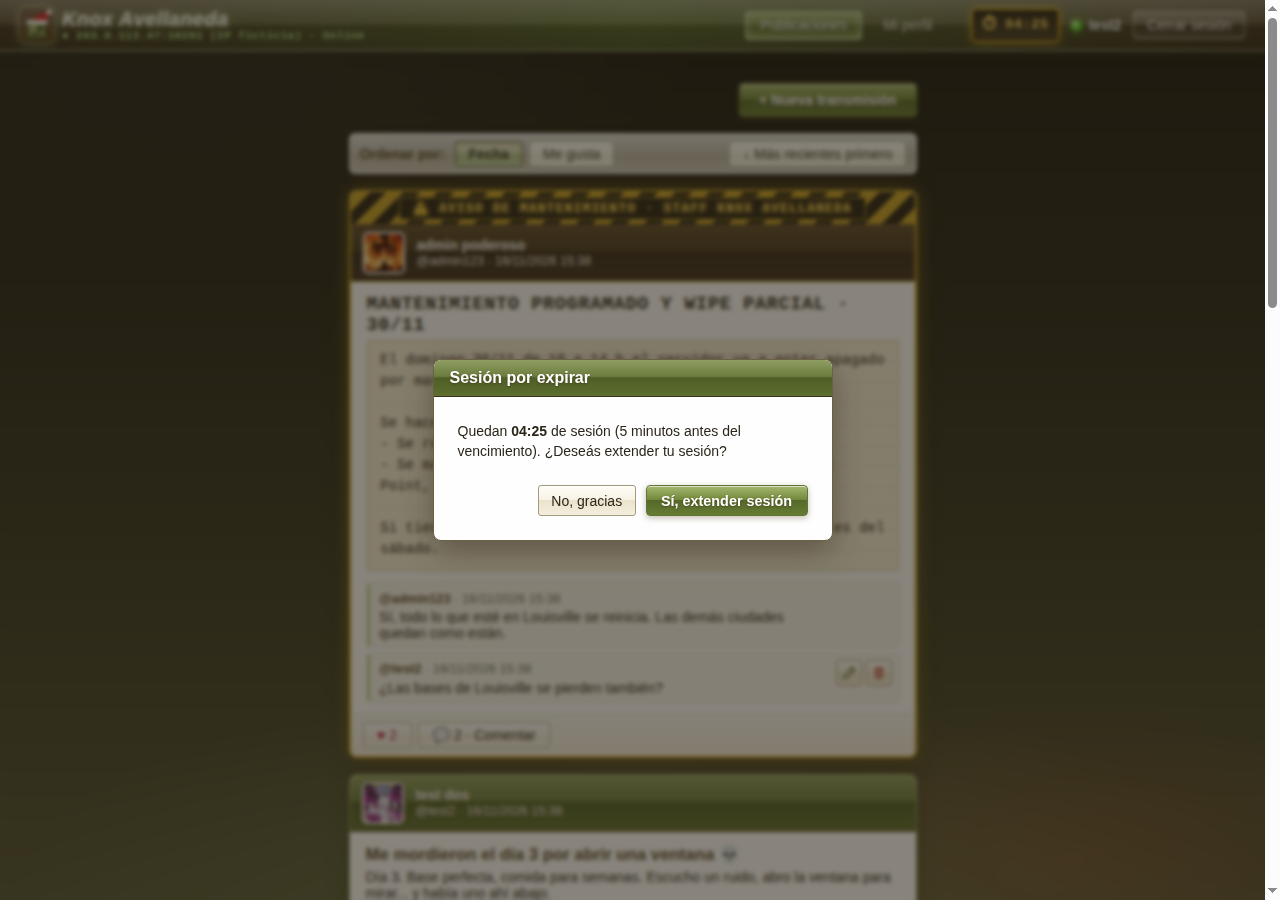 Knox Avellaneda
Publicaciones
Mi perfil
04:25
test2
Cerrar sesión
+ Nueva transmisión
Ordenar por:
Fecha
Me gusta
↓ Más recientes primero
AVISO DE MANTENIMIENTO · STAFF KNOX AVELLANEDA
admin poderoso
@admin123 · 16/11/2026 15:38
MANTENIMIENTO PROGRAMADO Y WIPE PARCIAL -
30/11
Sesión por expirar
Quedan 04:25 de sesión (5 minutos antes del
vencimiento). ¿Deseás extender tu sesión?
No, gracias
Sí, extender sesión
Point,
sábado.
@admin123 · 16/11/2026 15:38
Sí, todo lo que esté en Louisville se reinicia. Las demás ciudades
quedan como están.
@test2 · 16/11/2026 15:38
¿Las bases de Louisville se pierden también?
2
2 · Comentar
test dos
@test2 · 16/11/2026 15:38
Me mordieron el día 3 por abrir una ventana
Día 3. Base perfecta, comida para semanas. Escucho un ruido, abro la ventana para
mirar... y había uno ahí abajo.